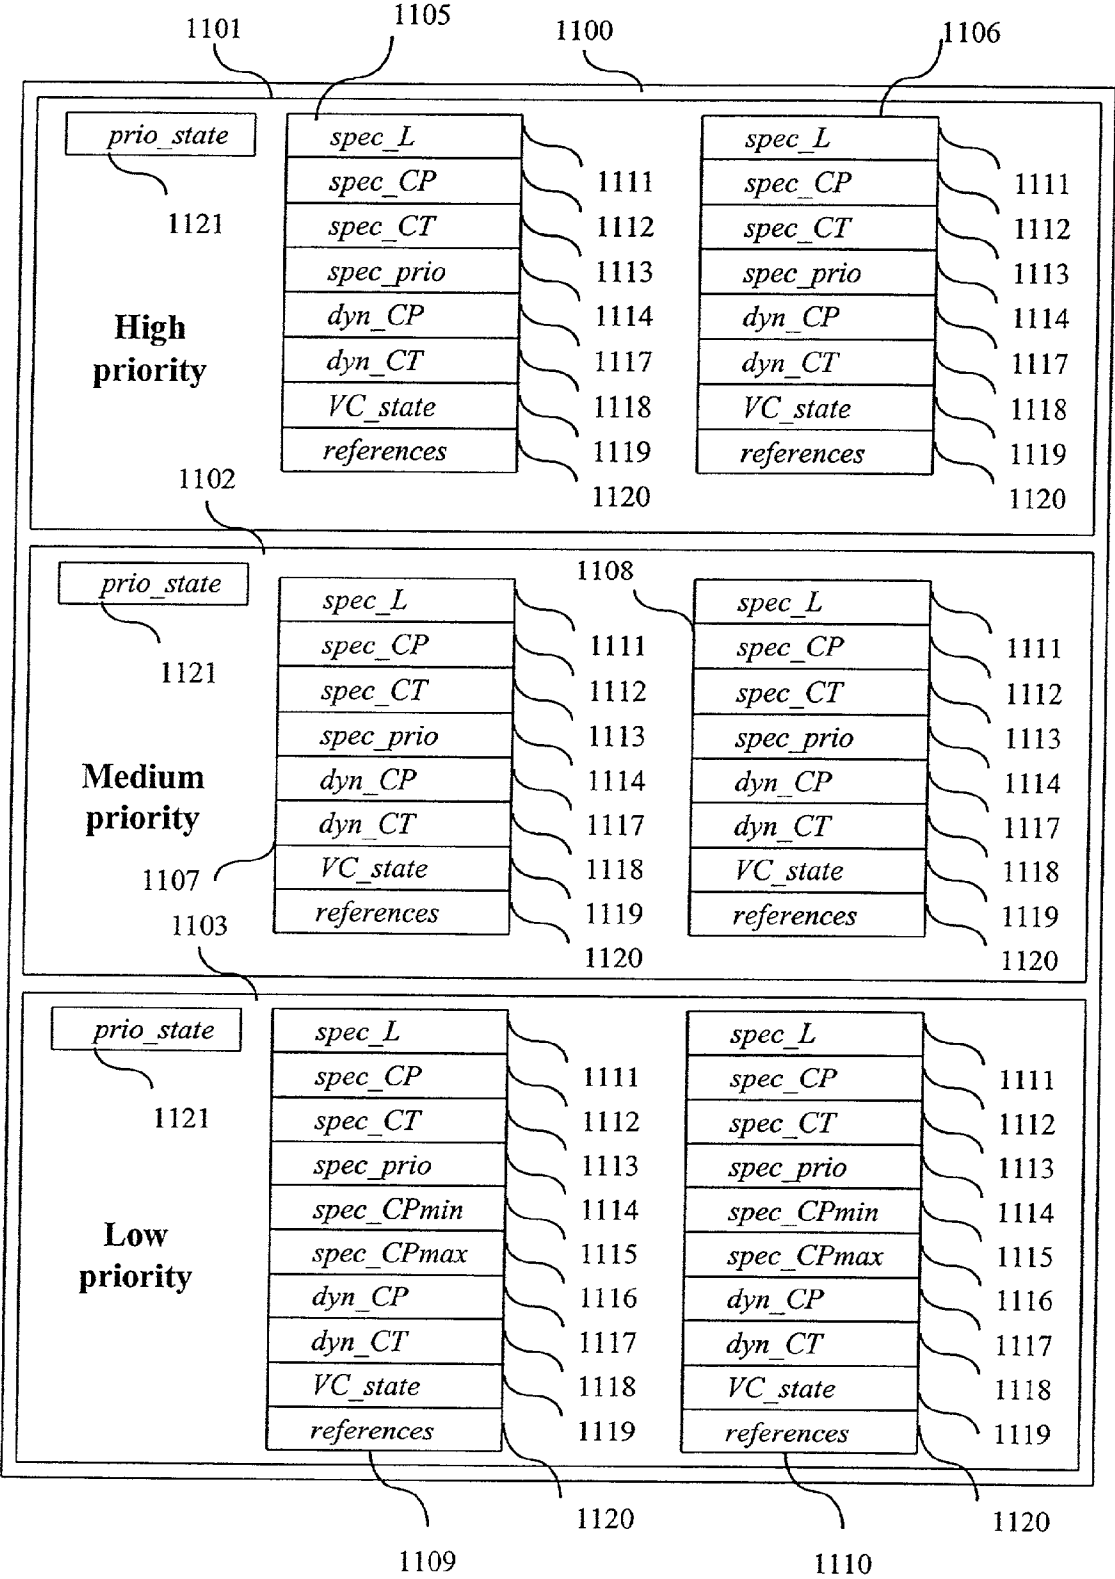 1105
1101
1100
1106
prio_state
1121
High
priority
spec_L
1111
spec_CP
1112
spec_CT
1113
spec_prio
1114
dyn_CP
1117
dyn_CT
1118
VC_state
1119
references
1120
spec_L
1111
spec_CP
1112
spec_CT
1113
spec_prio
1114
dyn_CP
1117
dyn_CT
1118
VC_state
1119
references
1120
1102
prio_state
1121
Medium
priority
1107
spec_L
1111
spec_CP
1112
spec_CT
1113
spec_prio
1114
dyn_CP
1117
dyn_CT
1118
VC_state
1119
references
1120
1108
spec_L
1111
spec_CP
1112
spec_CT
1113
spec_prio
1114
dyn_CP
1117
dyn_CT
1118
VC_state
1119
references
1120
1103
prio_state
1121
Low
priority
spec_L
1111
spec_CP
1112
spec_CT
1113
spec_prio
1114
spec_CPmin
1115
spec_CPmax
1116
dyn_CP
1117
dyn_CT
1118
VC_state
1119
references
1120
1109
spec_L
1111
spec_CP
1112
spec_CT
1113
spec_prio
1114
spec_CPmin
1115
spec_CPmax
1116
dyn_CP
1117
dyn_CT
1118
VC_state
1119
references
1120
1110